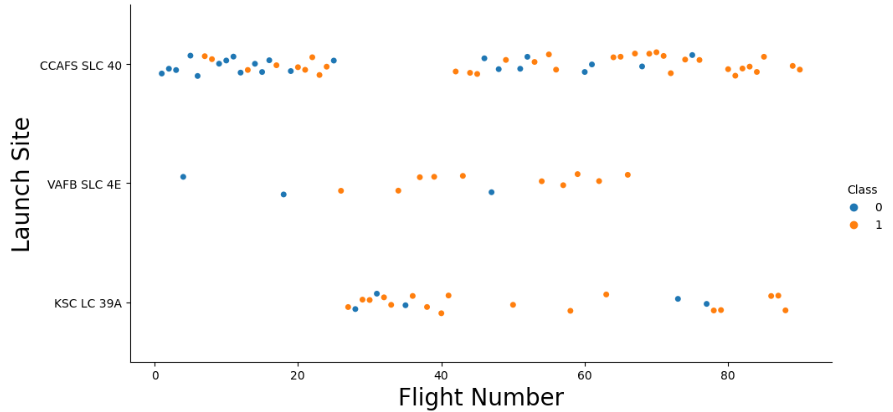 Launch Site
CCAFS SLC 40
VAFB SLC 4E
KSC LC 39A
0
20
40
60
80
Flight Number
Class
0
1